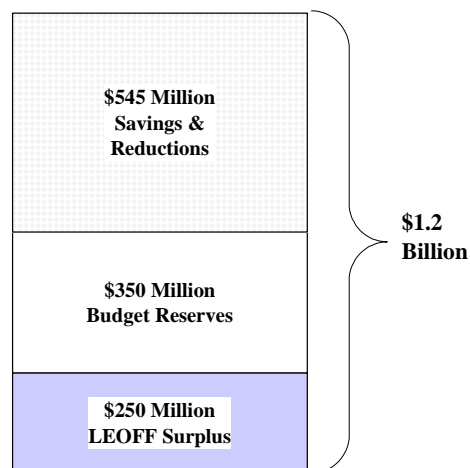 $545 Million
Savings &
Reductions
$1.2
Billion
$350 Million
Budget Reserves
$250 Million
LEOFF Surplus